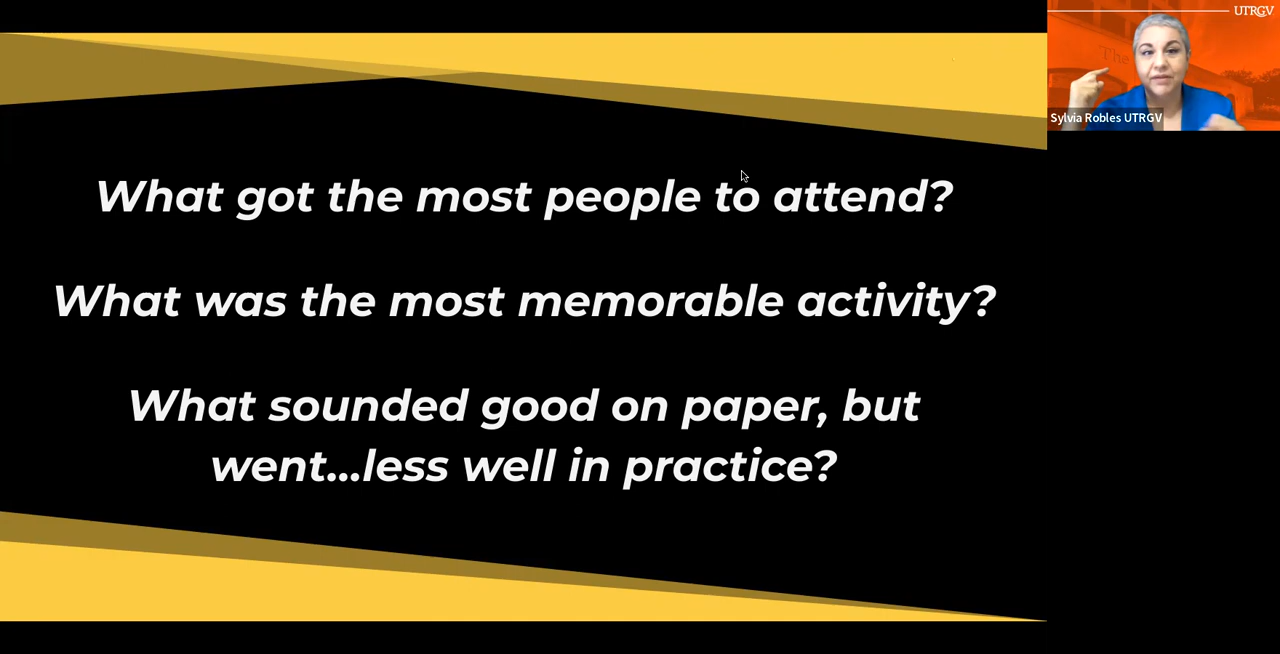 UTRGV
The
Sylvia Robles UTRGV
What got the most people to attend?
What was the most memorable activity?
What sounded good on paper, but
went...less well in practice?